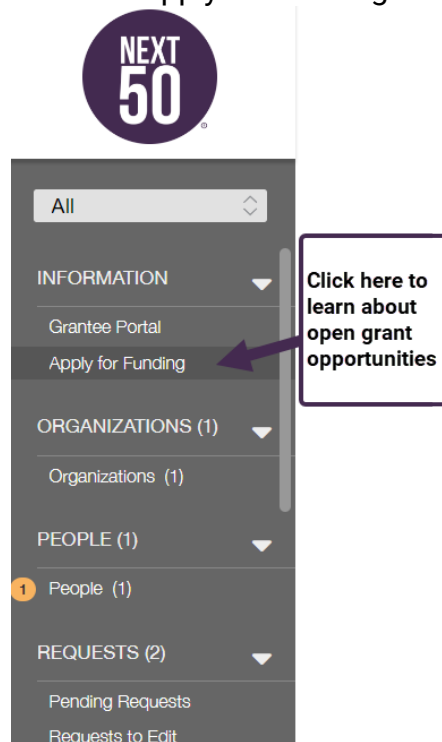 NEXT
50
All
INFORMATION
Grantee Portal
Apply for Funding
Click here to
learn about
open grant
opportunities
ORGANIZATIONS (1)
Organizations (1)
PEOPLE (1)
1 People (1)
REQUESTS (2)
Pending Requests
Requests to Edit